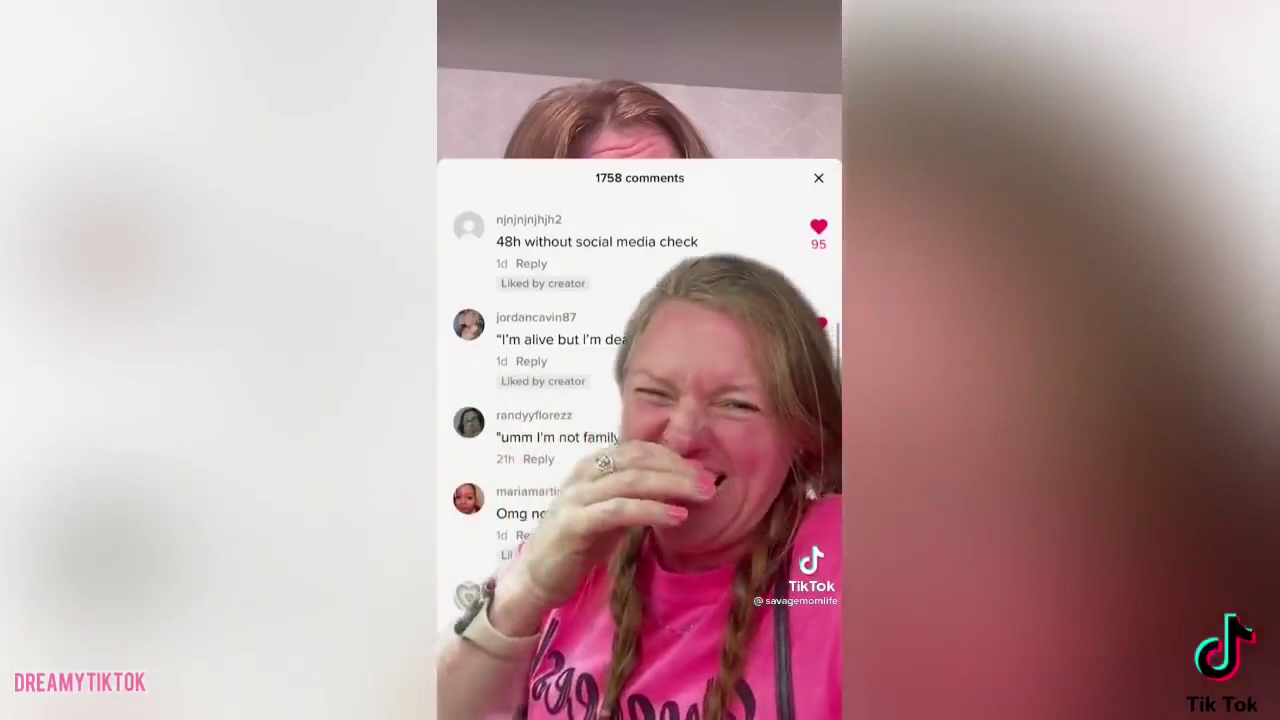 1758 comments
njnjnjnjhjh2
48h without social media check
95
1d Reply
Liked by creator
jordancavin87
"I'm alive but I'm
1d Reply
Liked by creator
randyyflorezz
"umm I'm not family
21h Reply
Omg
1d
TikTok
@ savagemomlife
DREAMYTIKTOK
Tik Tok